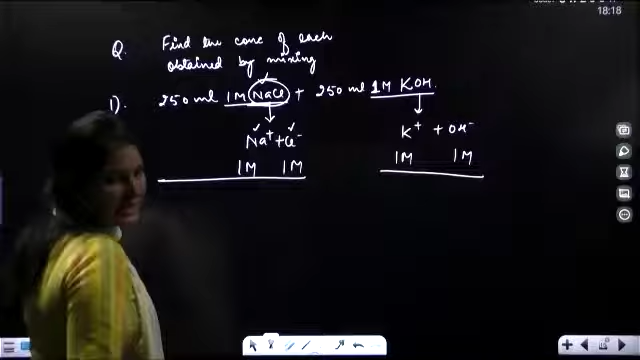 18:18
Q. Find the conc of each
obtained by mixing
1). 250 ml 1M NaCl + 250 ml 1M KOH
Na⁺ + Cl⁻ K⁺ + OH⁻
1M 1M 1M 1M